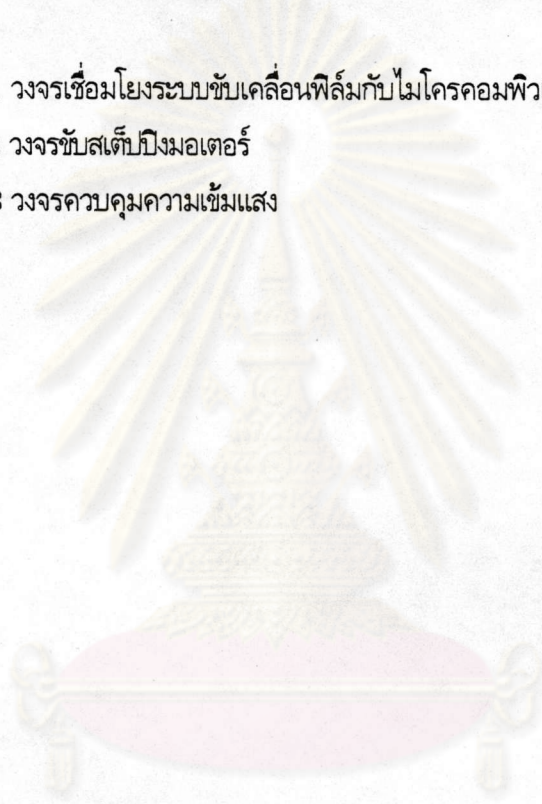 วงจรเชื่อมโยงระบบขับเคลื่อนฟิล์มกับไมโครคอมพิว
วงจรขับสเต็ปปิงมอเตอร์
วงจรควบคุมความเข้มแสง